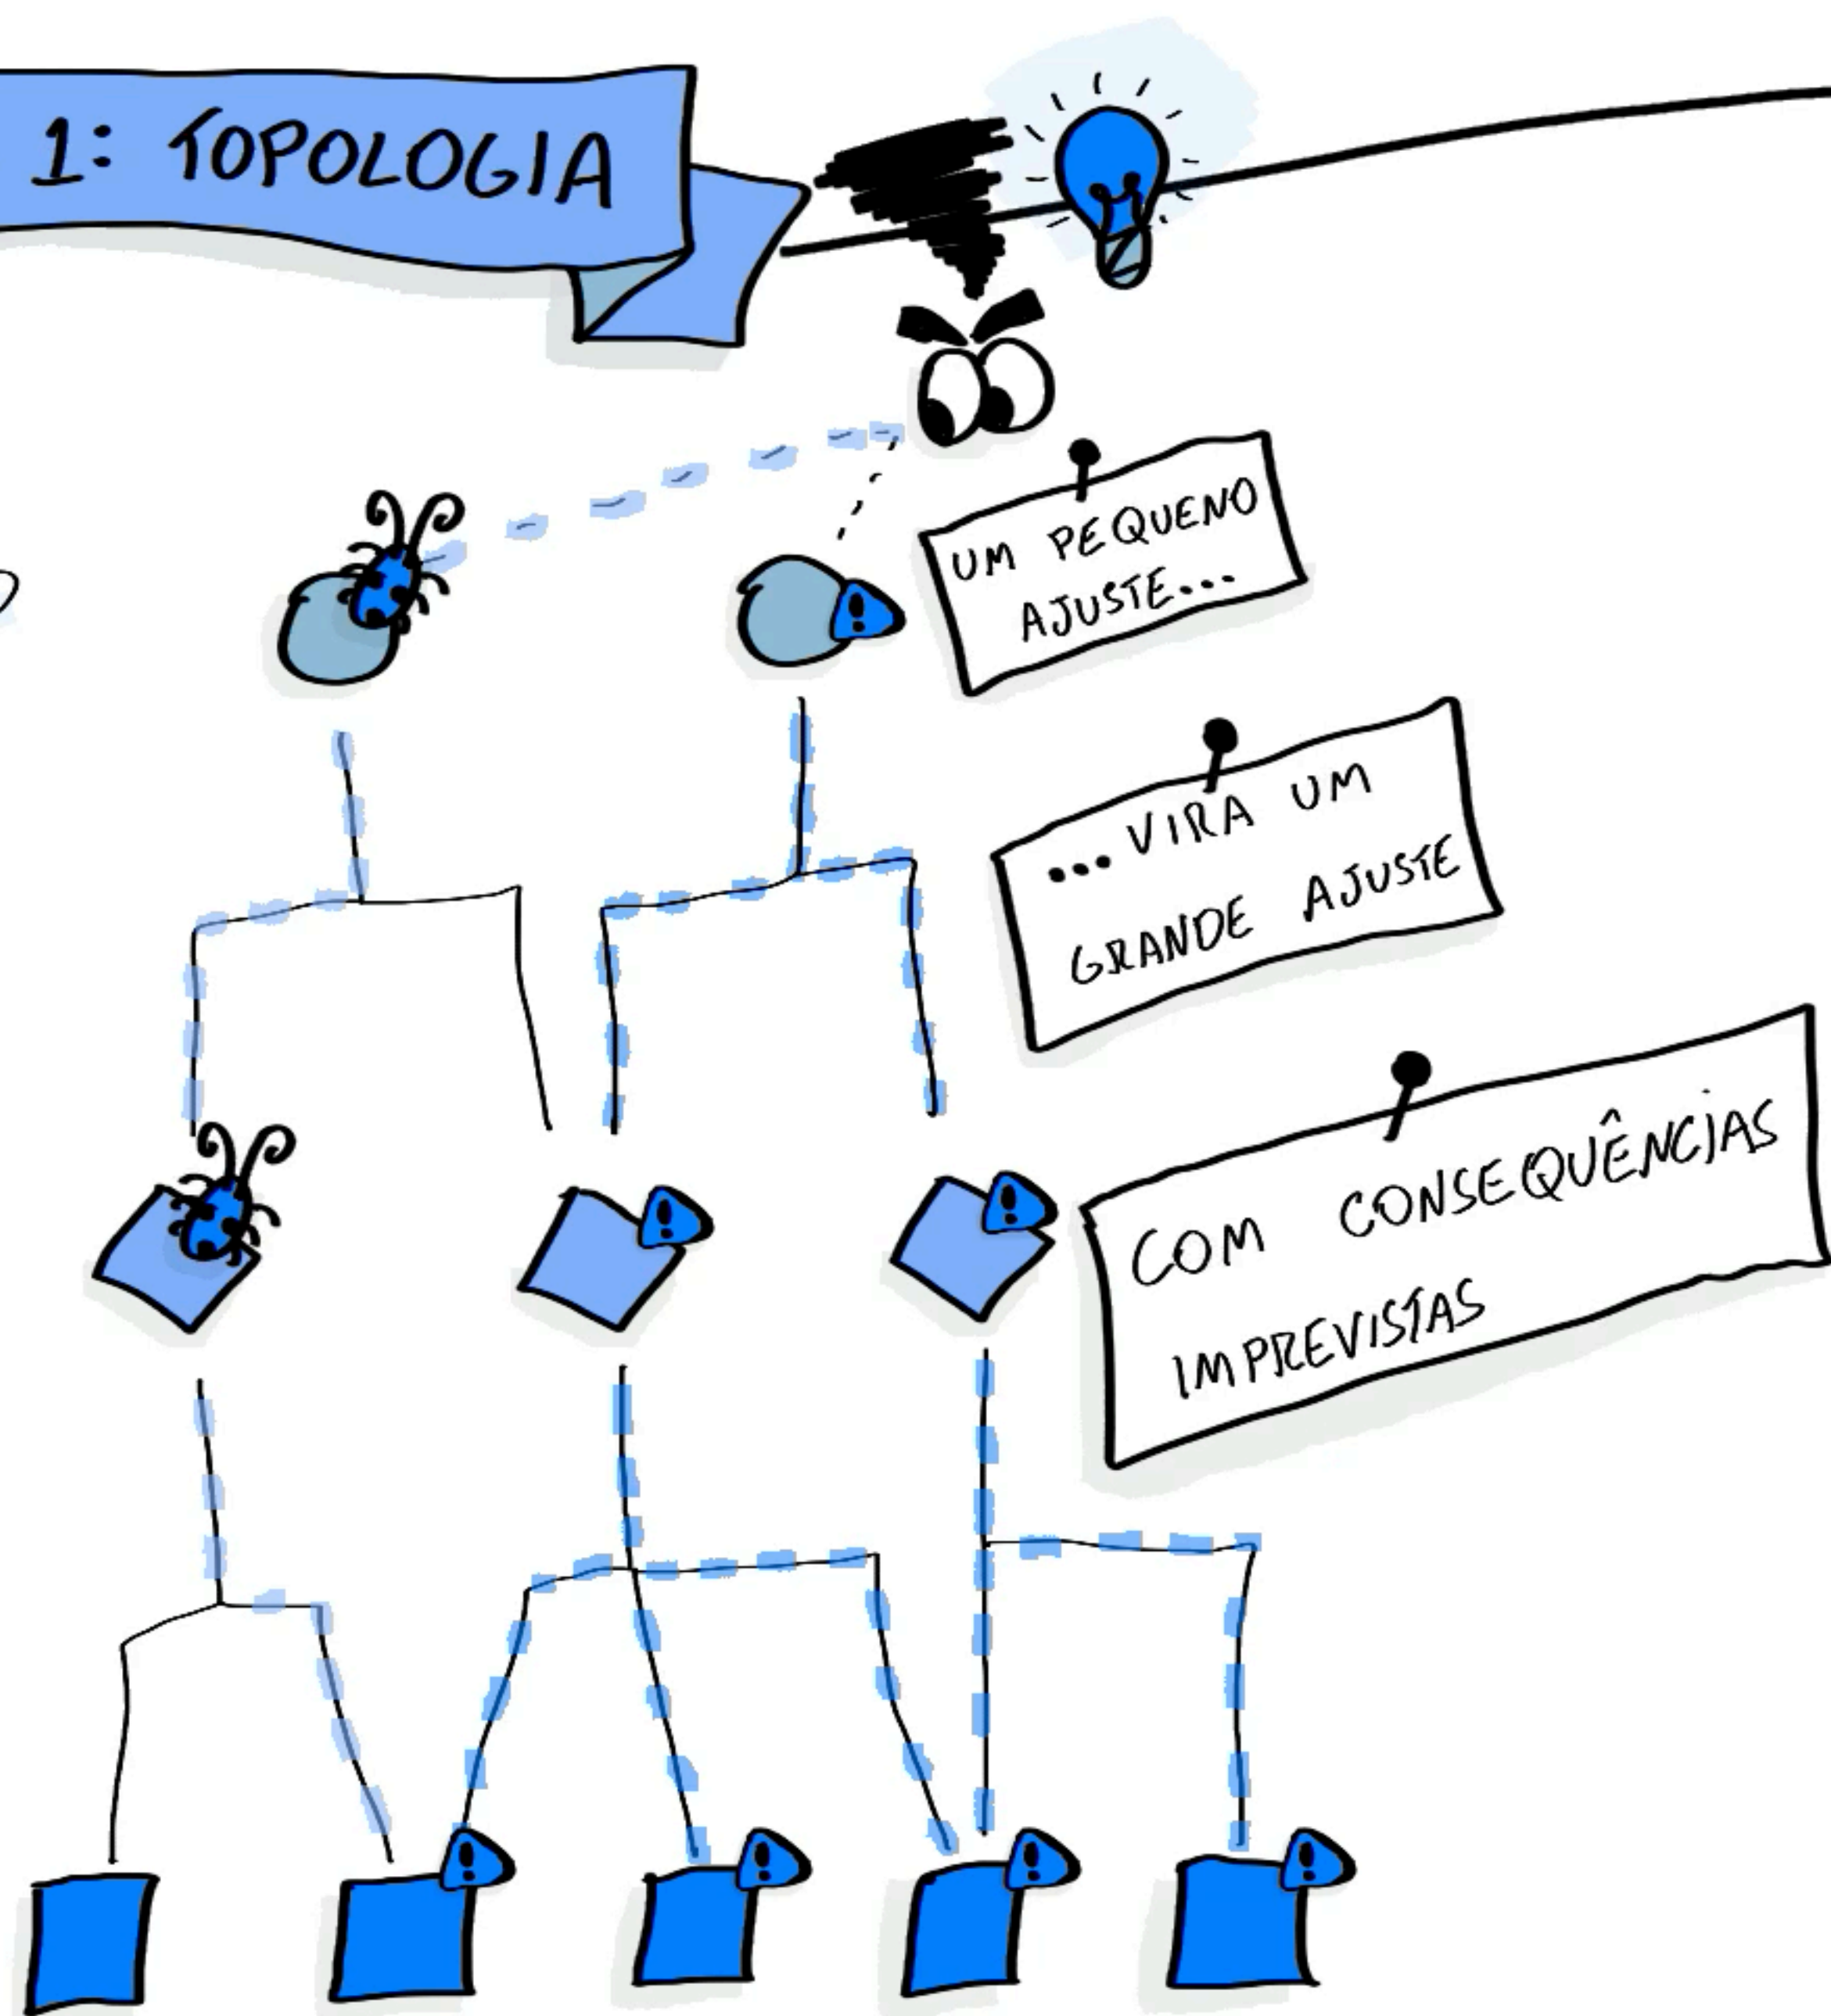 1: TOPOLOGIA
UM PEQUENO
AJUSTE...
...VIRA UM
GRANDE AJUSTE
COM CONSEQUÊNCIAS
IMPREVISTAS